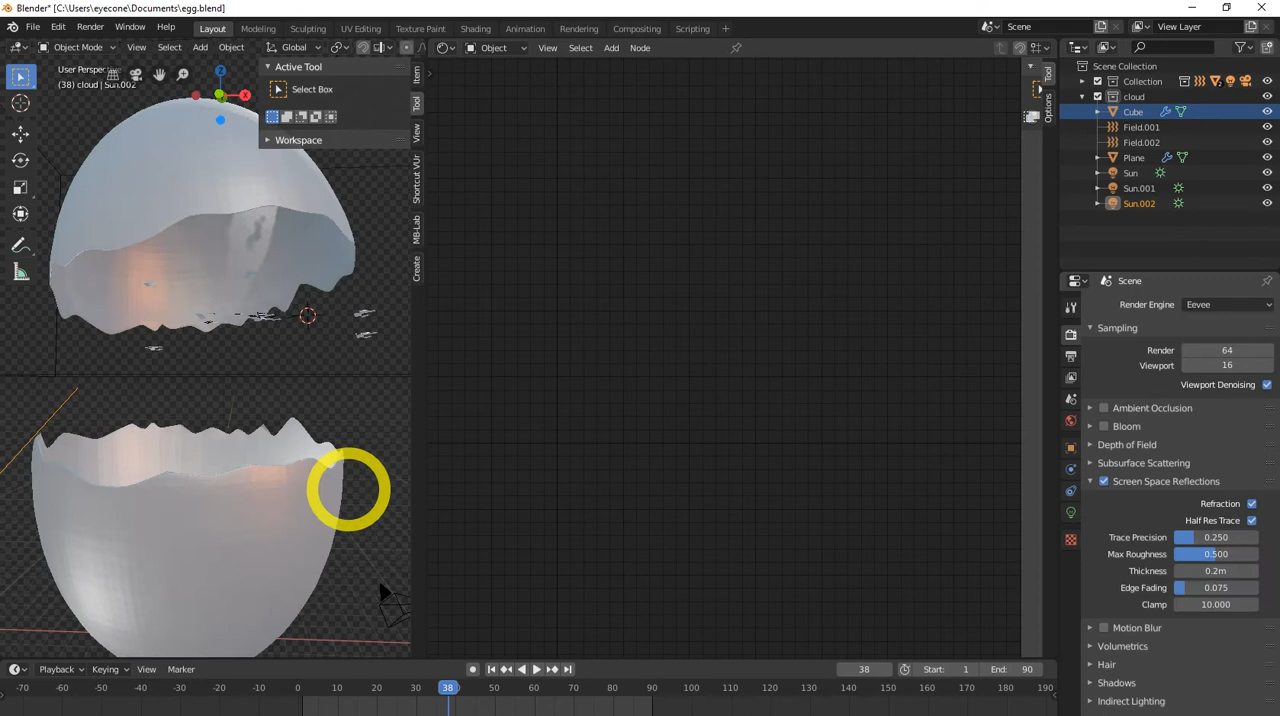 Blender* [C:\Users\eyecone\Documents\egg.blend]
File Edit Render Window Help Layout Modeling Sculpting UV Editing Texture Paint Shading Animation Rendering Compositing Scripting + Scene View Layer
Object Mode View Select Add Object Global Object View Select Add Node
User Perspective
(38) cloud | Sun.002
X
Z
Active Tool
Select Box
Workspace
Item
Tool
View
Shortcut VUr
MB-Lab
Create
Tool
Options
Scene Collection
Collection
cloud
Cube
Field.001
Field.002
Plane
Sun
Sun.001
Sun.002
Scene
Render Engine Eevee
Sampling
Render 64
Viewport 16
Viewport Denoising
Ambient Occlusion
Bloom
Depth of Field
Subsurface Scattering
Screen Space Reflections
Refraction
Half Res Trace
Trace Precision 0.250
Max Roughness 0.500
Thickness 0.2m
Edge Fading 0.075
Clamp 10.000
Motion Blur
Volumetrics
Hair
Shadows
Indirect Lighting
Playback Keying View Marker 38 Start: 1 End: 90
-70 -60 -50 -40 -30 -20 -10 0 10 20 30 38 50 60 70 80 90 100 110 120 130 140 150 160 170 180 190